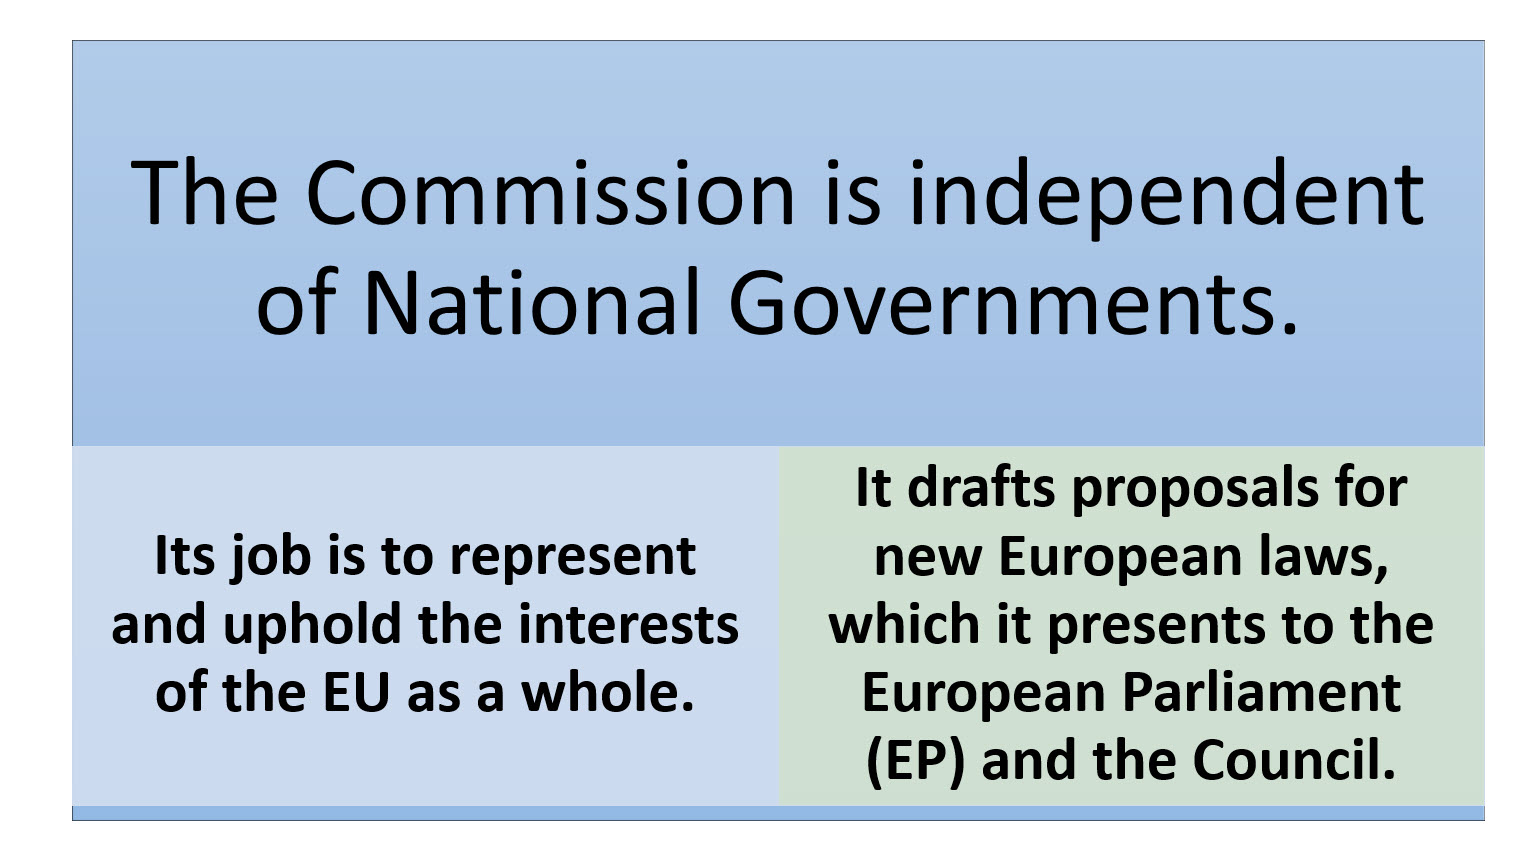 The Commission is independent
of National Governments.
Its job is to represent
and uphold the interests
of the EU as a whole.
It drafts proposals for
new European laws,
which it presents to the
European Parliament
(EP) and the Council.